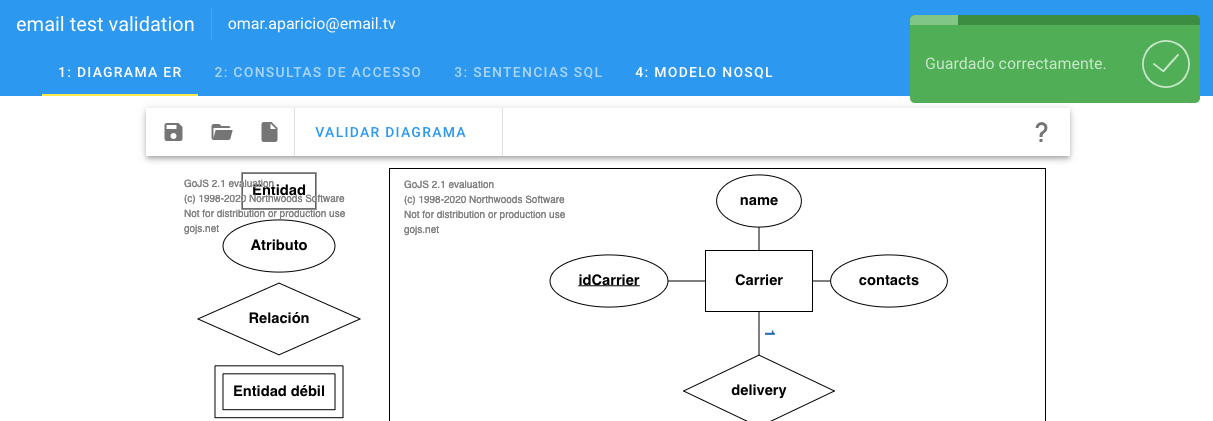 email test validation
omar.aparicio@email.tv
Guardado correctamente.
1: DIAGRAMA ER
2: CONSULTAS DE ACCESO
3: SENTENCIAS SQL
4: MODELO NOSQL
VALIDAR DIAGRAMA
?
GoJS 2.1 evaluation
(c) 1998-2020 Northwoods Software
Not for distribution or production use
gojs.net
Entidad
Atributo
Relación
Entidad débil
GoJS 2.1 evaluation
(c) 1998-2020 Northwoods Software
Not for distribution or production use
gojs.net
name
idCarrier
Carrier
contacts
1
delivery